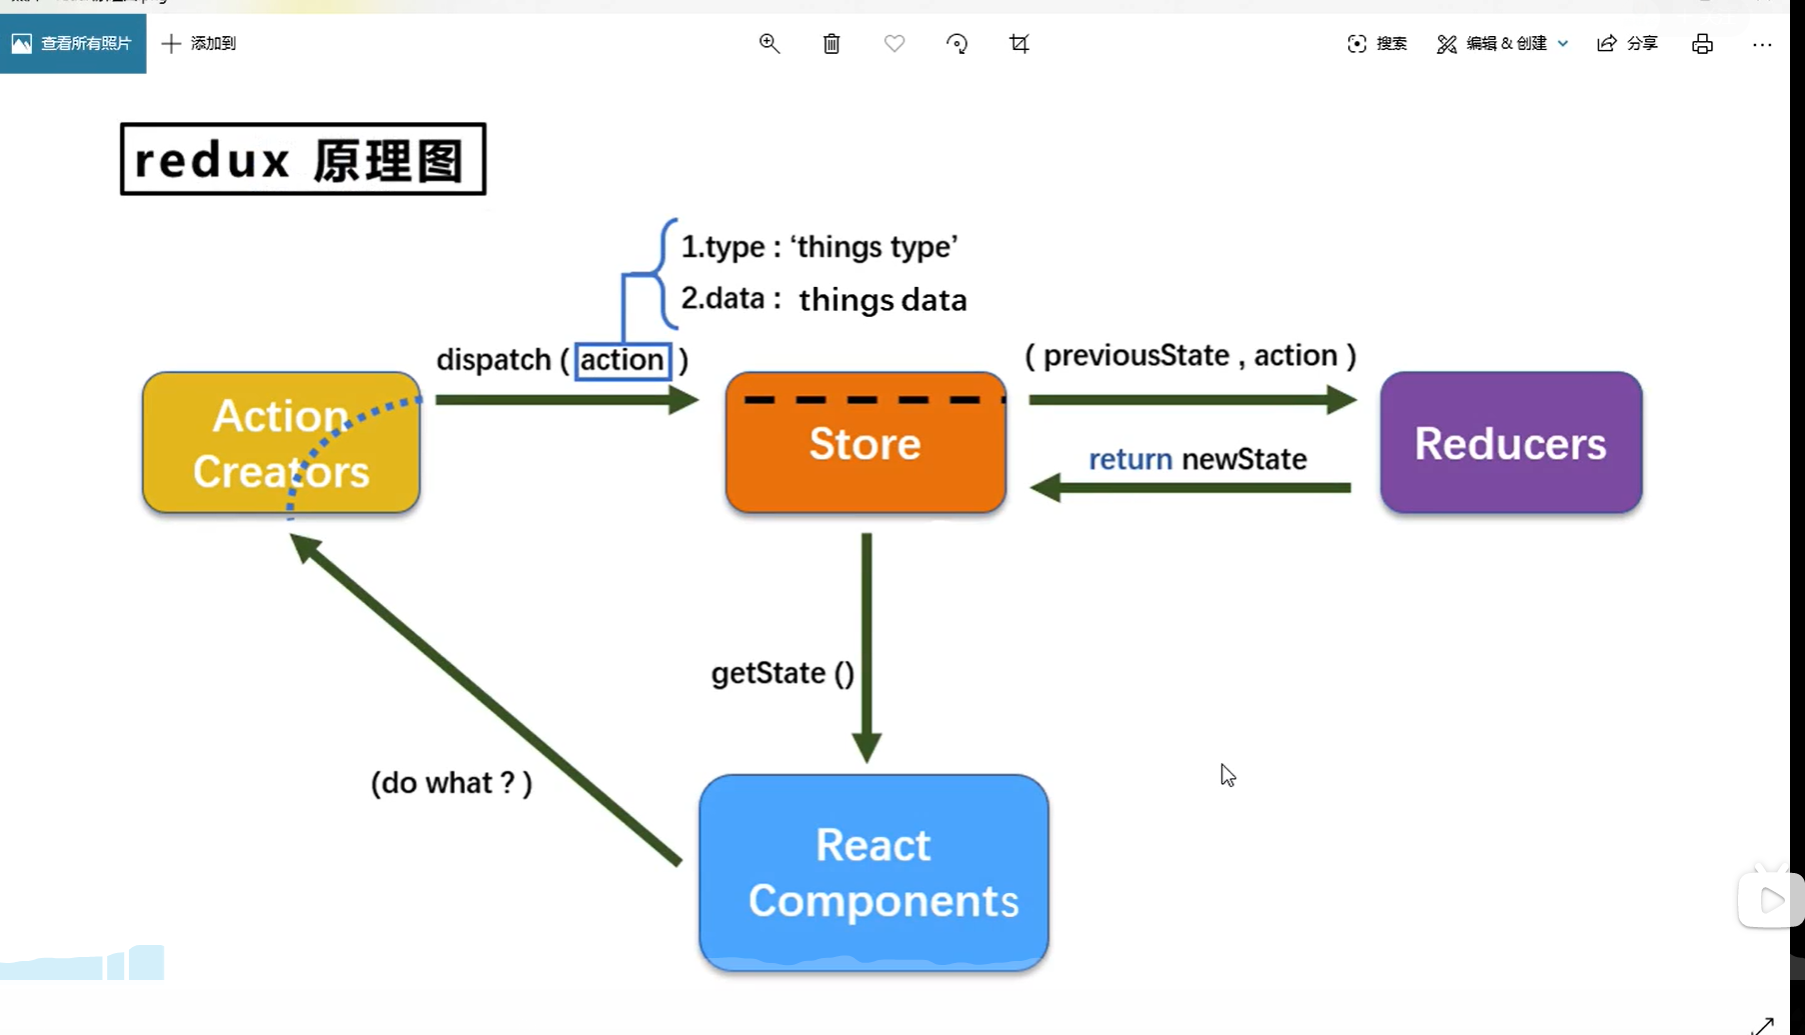 查看所有照片
添加到
搜索
编辑 & 创建
分享
redux 原理图
1.type : ‘things type’
2.data : things data
dispatch ( action )
( previousState , action )
Action
Creators
Store
Reducers
return newState
getState ()
(do what ? )
React
Components